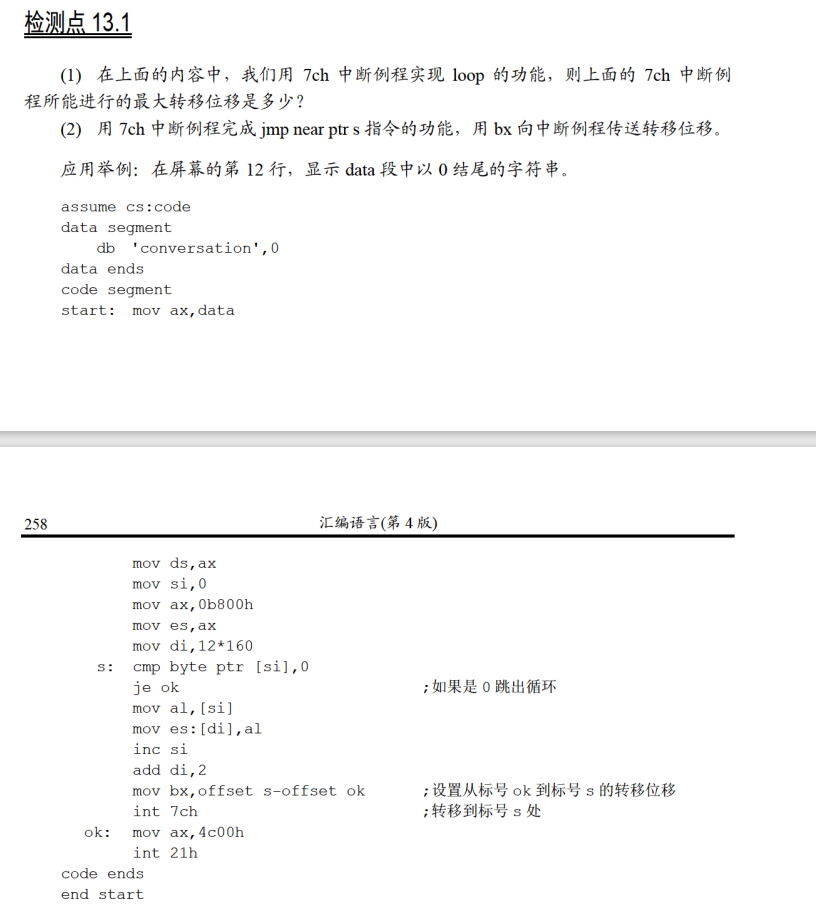 检测点 13.1
(1) 在上面的内容中，我们用 7ch 中断例程实现 loop 的功能，则上面的 7ch 中断例
程所能进行的最大转移位移是多少？
(2) 用 7ch 中断例程完成 jmp near ptr s 指令的功能，用 bx 向中断例程传送转移位移。
应用举例：在屏幕的第 12 行，显示 data 段中以 0 结尾的字符串。
assume cs:code
data segment
db 'conversation',0
data ends
code segment
start: mov ax,data
258 汇编语言(第 4 版)
mov ds,ax
mov si,0
mov ax,0b800h
mov es,ax
mov di,12*160
s: cmp byte ptr [si],0
je ok ;如果是 0 跳出循环
mov al,[si]
mov es:[di],al
inc si
add di,2
mov bx,offset s-offset ok ;设置从标号 ok 到标号 s 的转移位移
int 7ch ;转移到标号 s 处
ok: mov ax,4c00h
int 21h
code ends
end start